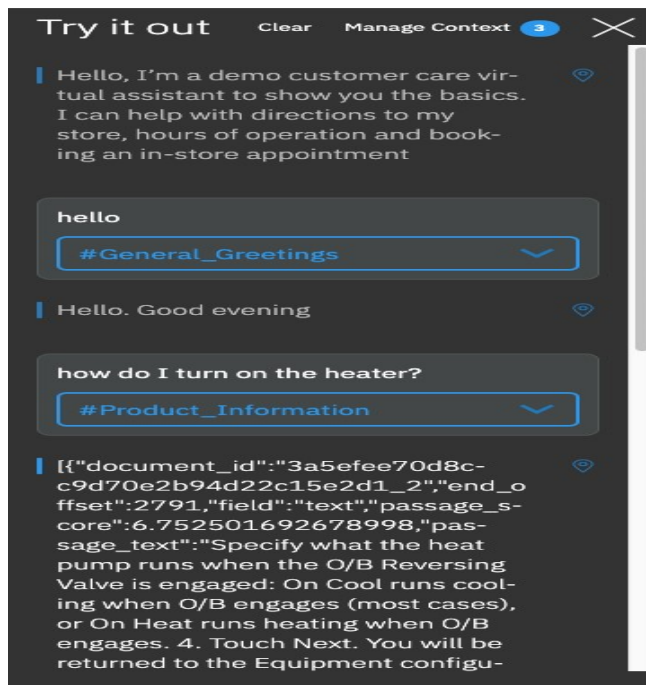 Try it out Clear Manage Context 3
Hello, I'm a demo customer care vir-
tual assistant to show you the basics.
I can help with directions to my
store, hours of operation and book-
ing an in-store appointment
hello
#General_Greetings
Hello. Good evening
how do I turn on the heater?
#Product_Information
[{"document_id":"3a5efee70d8c-
c9d70e2b94d22c15e2d1_2","end_o
ffset":2791,"field":"text","passage_s-
core":6.752501692678998,"pas-
sage_text":"Specify what the heat
pump runs when the O/B Reversing
Valve is engaged: On Cool runs cool-
ing when O/B engages (most cases),
or On Heat runs heating when O/B
engages. 4. Touch Next. You will be
returned to the Equipment configu-